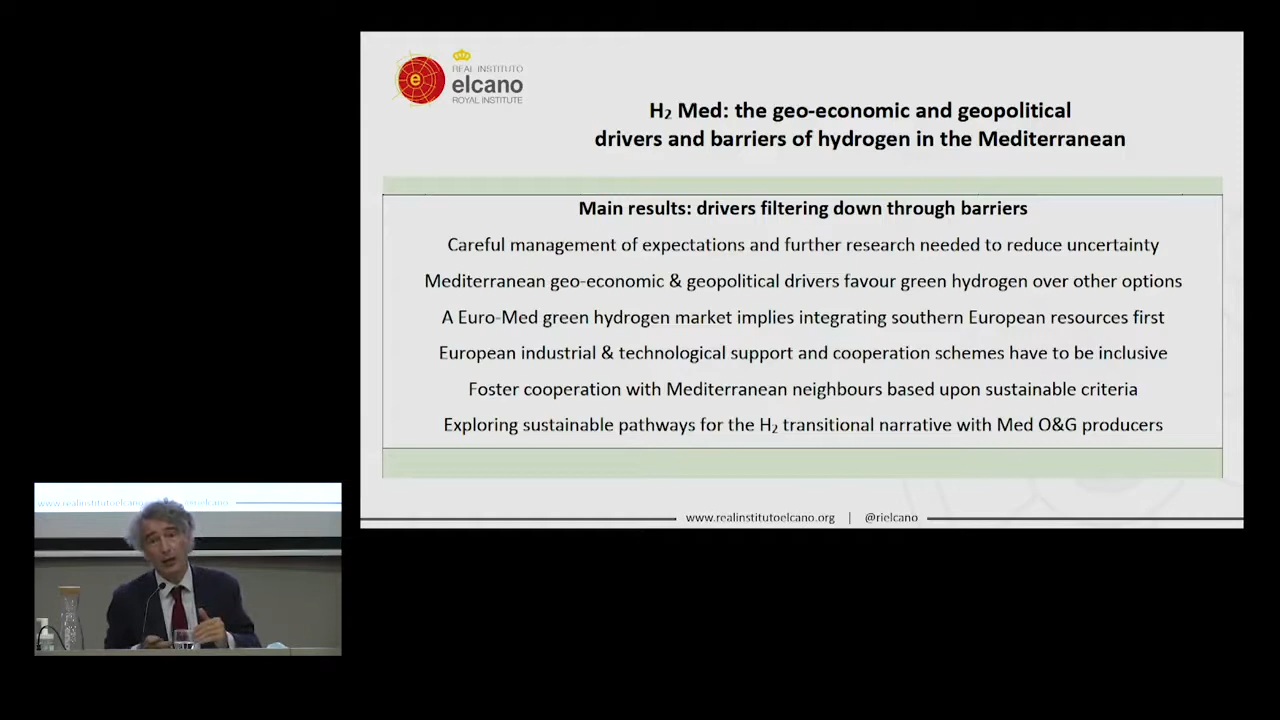 REAL INSTITUTO
elcano
ROYAL INSTITUTE
H₂ Med: the geo-economic and geopolitical
drivers and barriers of hydrogen in the Mediterranean
Main results: drivers filtering down through barriers
Careful management of expectations and further research needed to reduce uncertainty
Mediterranean geo-economic & geopolitical drivers favour green hydrogen over other options
A Euro-Med green hydrogen market implies integrating southern European resources first
European industrial & technological support and cooperation schemes have to be inclusive
Foster cooperation with Mediterranean neighbours based upon sustainable criteria
Exploring sustainable pathways for the H₂ transitional narrative with Med O&G producers
www.realinstitutoelcano.org | @rielcano